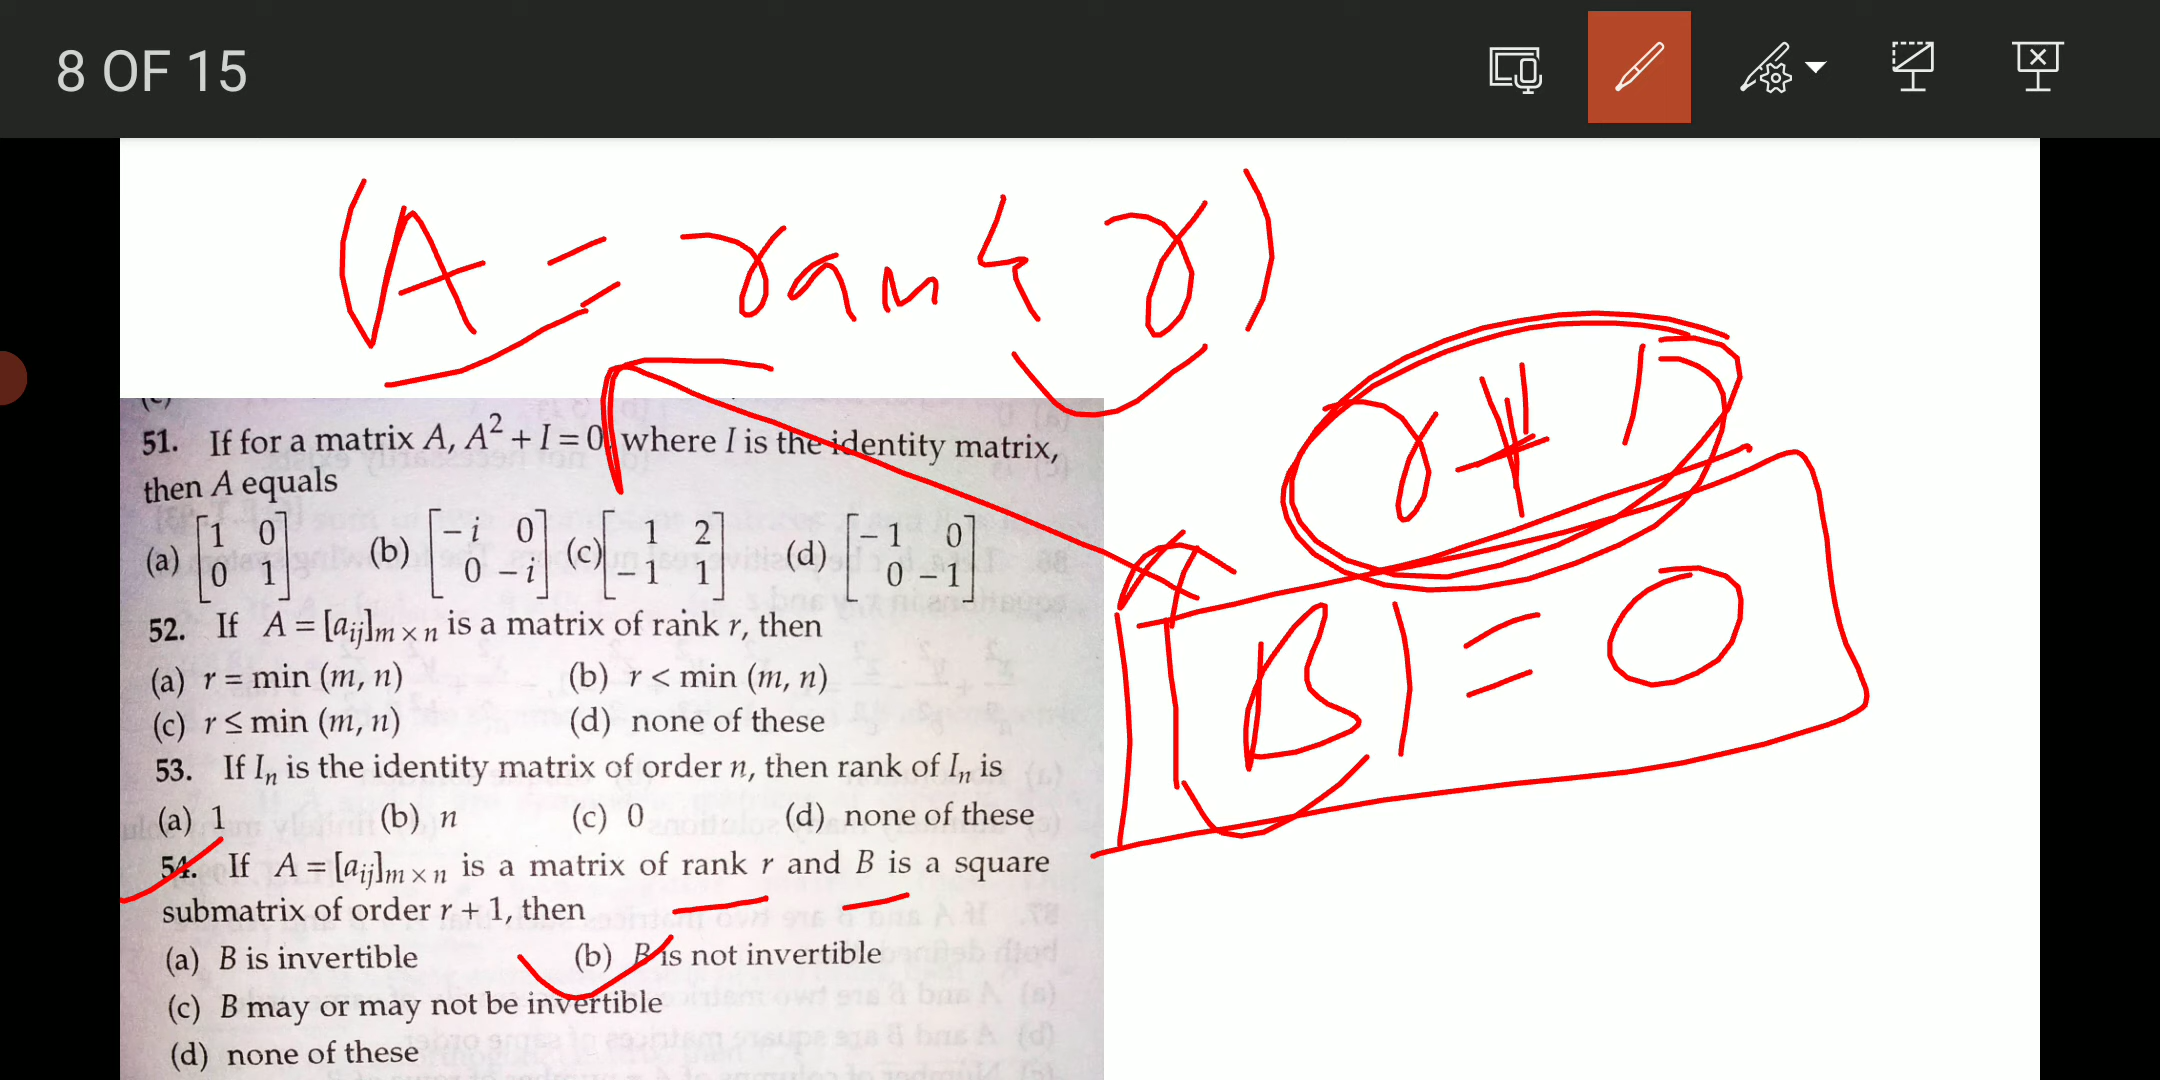 8 OF 15
(A = rank r)
r + 1
|B| = 0
51. If for a matrix A, A² + I = 0, where I is the identity matrix,
then A equals
(a) [1 0 (b) [– i 0 (c) [1 2 (d) [– 1 0
0 1] 0 – i] – 1 1] 0 – 1]
52. If A = [aij]m × n is a matrix of rank r, then
(a) r = min (m, n) (b) r < min (m, n)
(c) r ≤ min (m, n) (d) none of these
53. If In is the identity matrix of order n, then rank of In is
(a) 1 (b) n (c) 0 (d) none of these
54. If A = [aij]m × n is a matrix of rank r and B is a square
submatrix of order r + 1, then
(a) B is invertible (b) B is not invertible
(c) B may or may not be invertible
(d) none of these